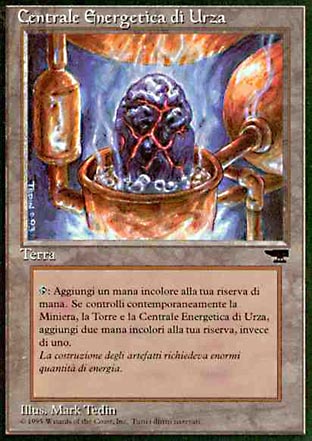 Centrale Energetica di Urza
Terra
: Aggiungi un mana incolore alla tua riserva di
mana. Se controlli contemporaneamente la
Miniera, la Torre e la Centrale Energetica di Urza,
aggiungi due mana incolori alla tua riserva, invece
di uno.
La costruzione degli artefatti richiedeva enormi
quantità di energia.
Illus. Mark Tedin
© 1995 Wizards of the Coast, Inc. Tutti i diritti riservati.